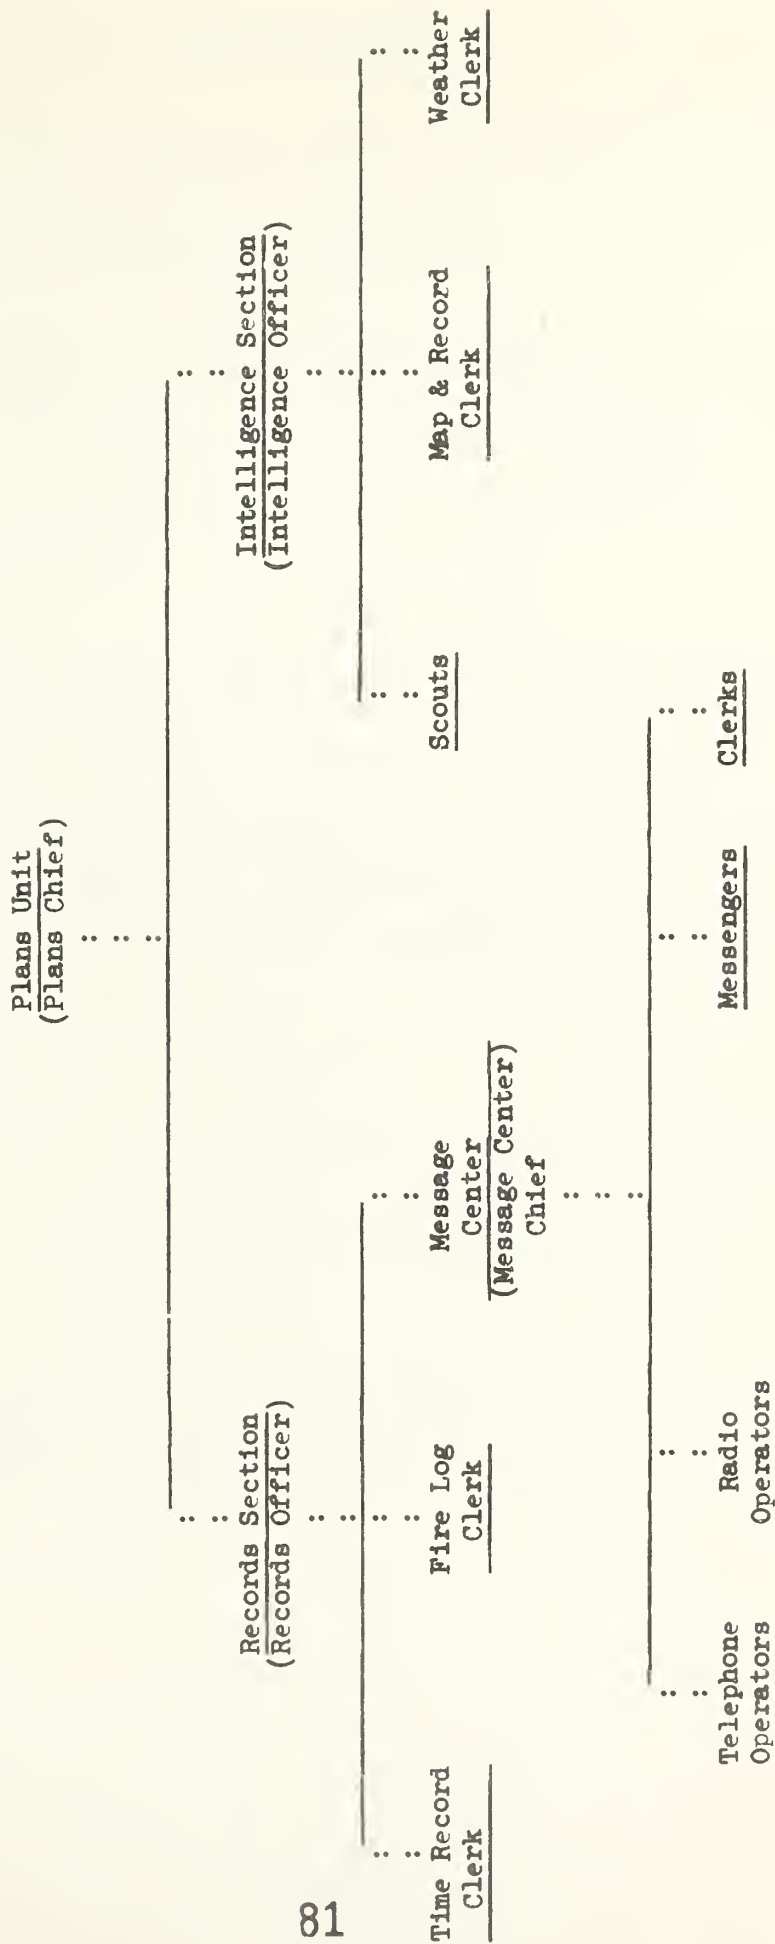 Plans Unit
(Plans Chief)
Records Section
(Records Officer)
Intelligence Section
(Intelligence Officer)
Time Record
Clerk
Fire Log
Clerk
Message
Center
(Message Center)
Chief
Scouts
Map & Record
Clerk
Weather
Clerk
Telephone
Operators
Radio
Operators
Messengers
Clerks
81